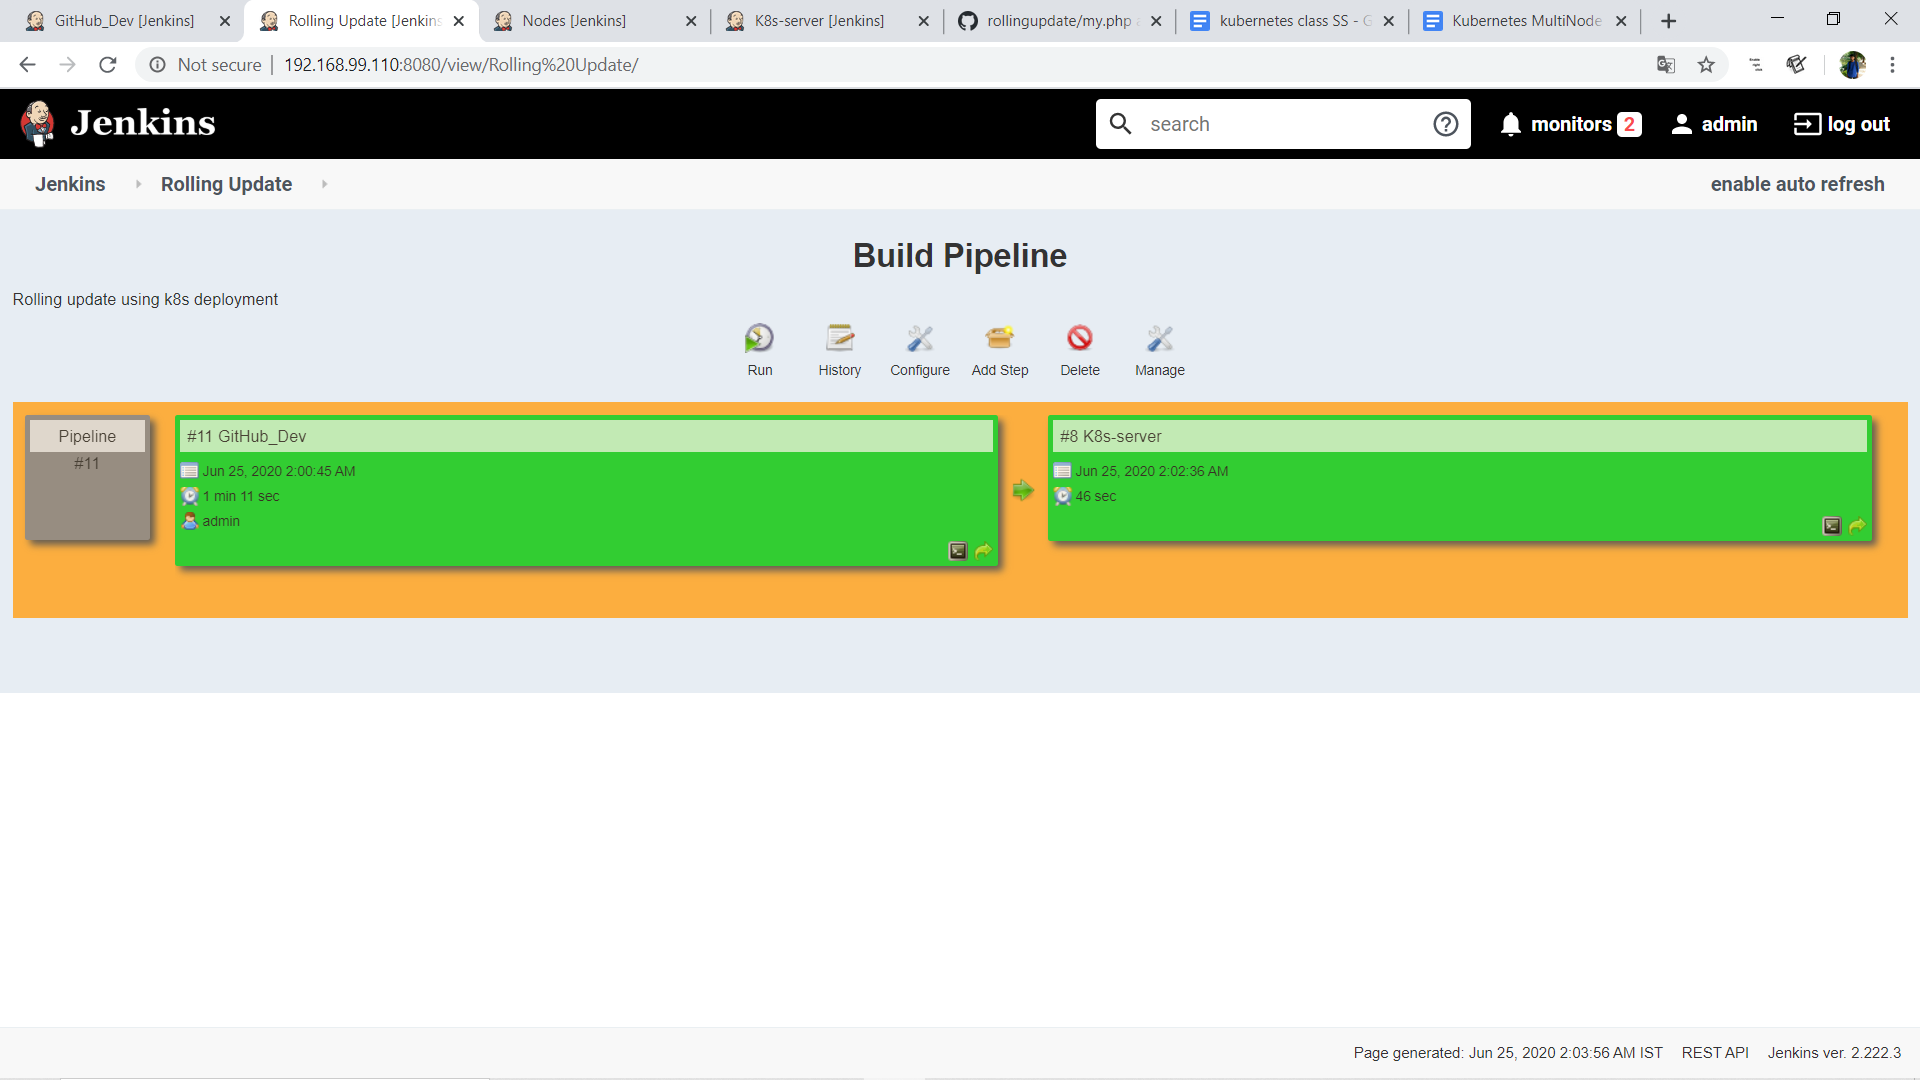 GitHub_Dev [Jenkins]
Rolling Update [Jenkins
Nodes [Jenkins]
K8s-server [Jenkins]
rollingupdate/my.php
kubernetes class SS - G
Kubernetes MultiNode
Not secure
192.168.99.110:8080/view/Rolling%20Update/
Jenkins
search
monitors 2
admin
log out
Jenkins
Rolling Update
enable auto refresh
Build Pipeline
Rolling update using k8s deployment
Run
History
Configure
Add Step
Delete
Manage
Pipeline
#11
#11 GitHub_Dev
Jun 25, 2020 2:00:45 AM
1 min 11 sec
admin
#8 K8s-server
Jun 25, 2020 2:02:36 AM
46 sec
Page generated: Jun 25, 2020 2:03:56 AM IST
REST API
Jenkins ver. 2.222.3